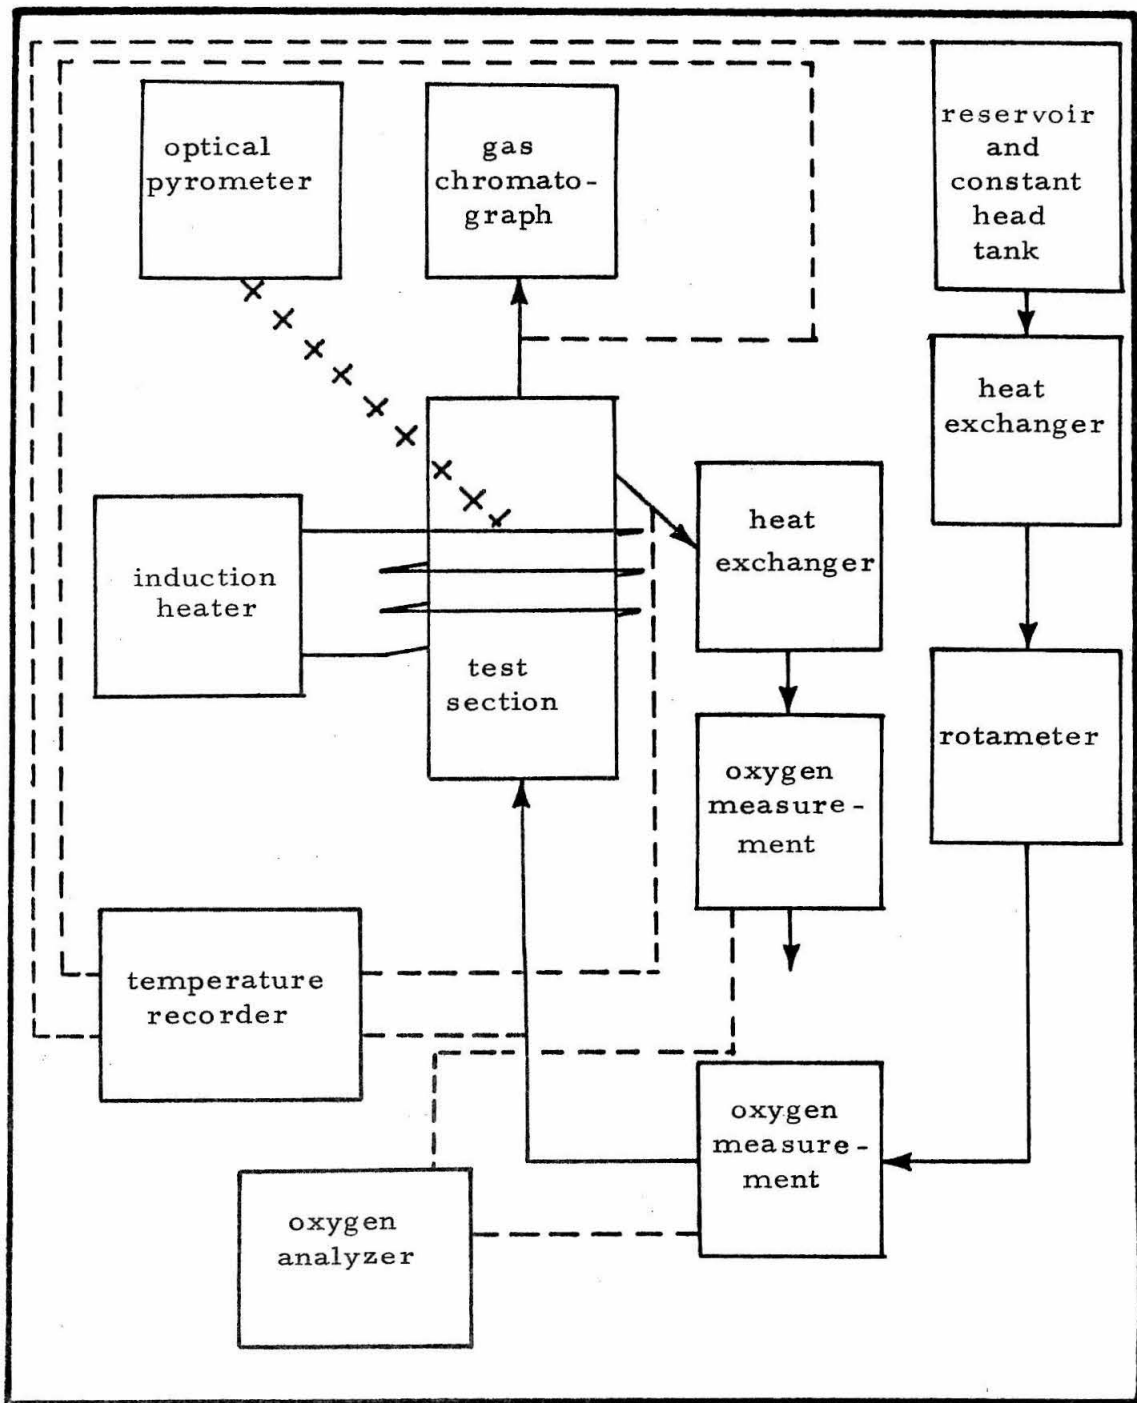 optical
pyrometer
gas
chromato-
graph
reservoir
and
constant
head
tank
heat
exchanger
induction
heater
test
section
heat
exchanger
rotameter
oxygen
measure-
ment
temperature
recorder
oxygen
measure-
ment
oxygen
analyzer